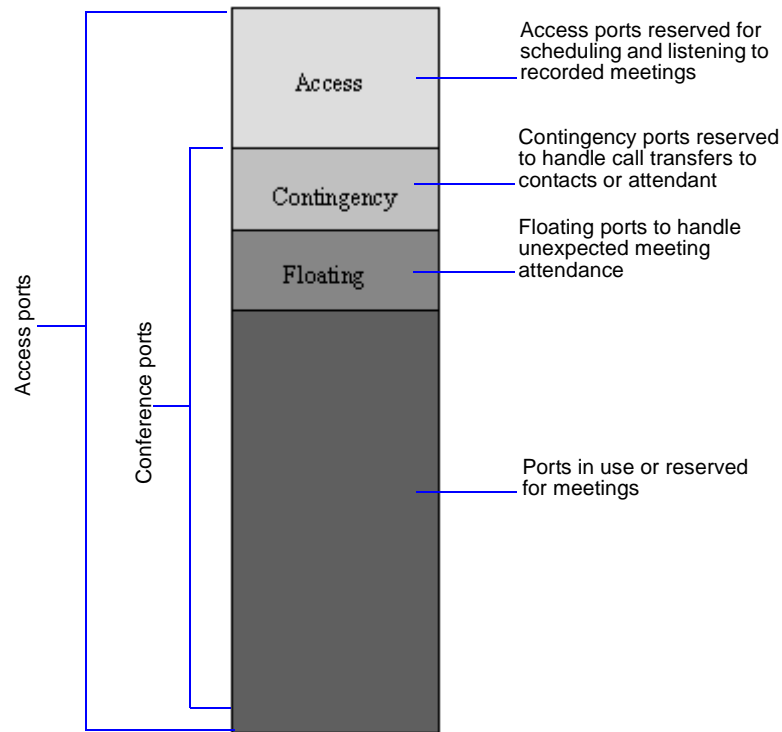 Access ports reserved for
scheduling and listening to
recorded meetings
Access
Contingency ports reserved
to handle call transfers to
contacts or attendant
Contingency
Floating ports to handle
unexpected meeting
attendance
Floating
Access ports
Conference ports
Ports in use or reserved
for meetings